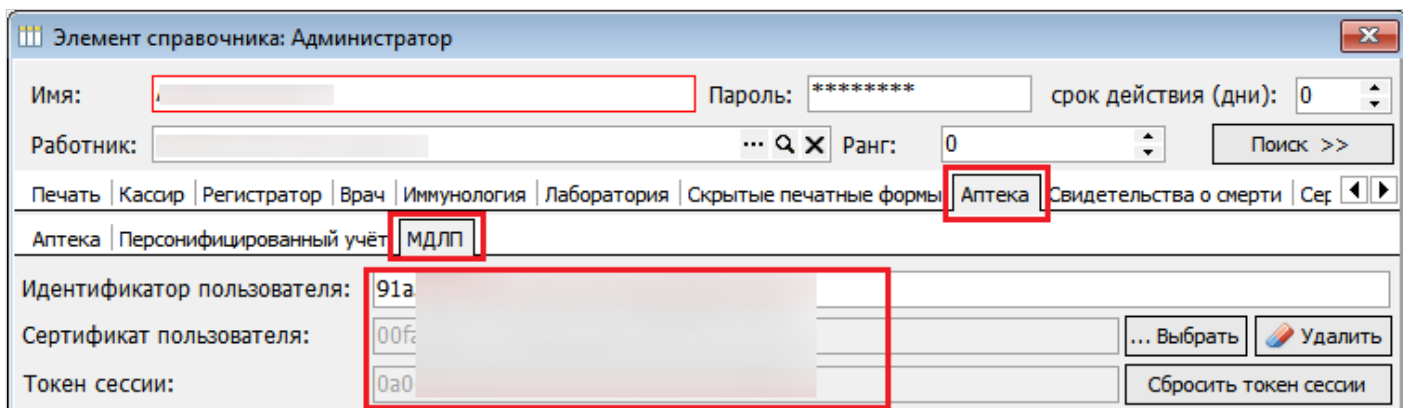 Элемент справочника: Администратор
Имя: Пароль: ******** срок действия (дни): 0
Работник: ... Ранг: 0 Поиск >>
Печать Кассир Регистратор Врач Иммунология Лаборатория Скрытые печатные формы Аптека Свидетельства о смерти Сер
Аптека Персонифицированный учёт МДЛП
Идентификатор пользователя: 91a
Сертификат пользователя: 00fa ... Выбрать Удалить
Токен сессии: 0a0 Сбросить токен сессии